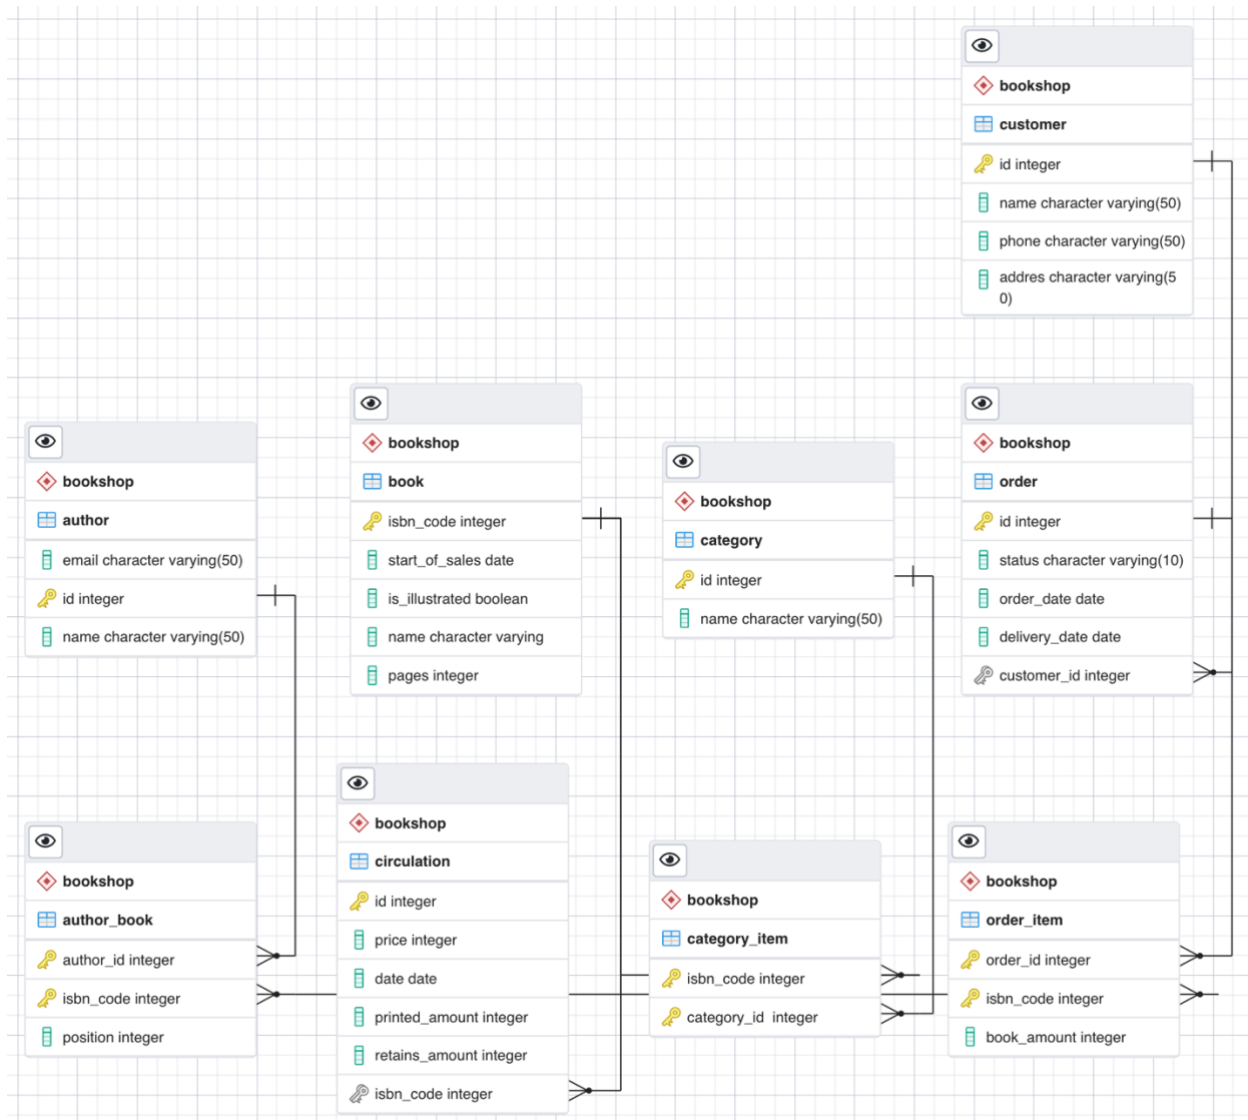 bookshop
customer
id integer
name character varying(50)
phone character varying(50)
addres character varying(5
0)
bookshop
author
email character varying(50)
id integer
name character varying(50)
bookshop
book
isbn_code integer
start_of_sales date
is_illustrated boolean
name character varying
pages integer
bookshop
category
id integer
name character varying(50)
bookshop
order
id integer
status character varying(10)
order_date date
delivery_date date
customer_id integer
bookshop
author_book
author_id integer
isbn_code integer
position integer
bookshop
circulation
id integer
price integer
date date
printed_amount integer
retains_amount integer
isbn_code integer
bookshop
category_item
isbn_code integer
category_id integer
bookshop
order_item
order_id integer
isbn_code integer
book_amount integer